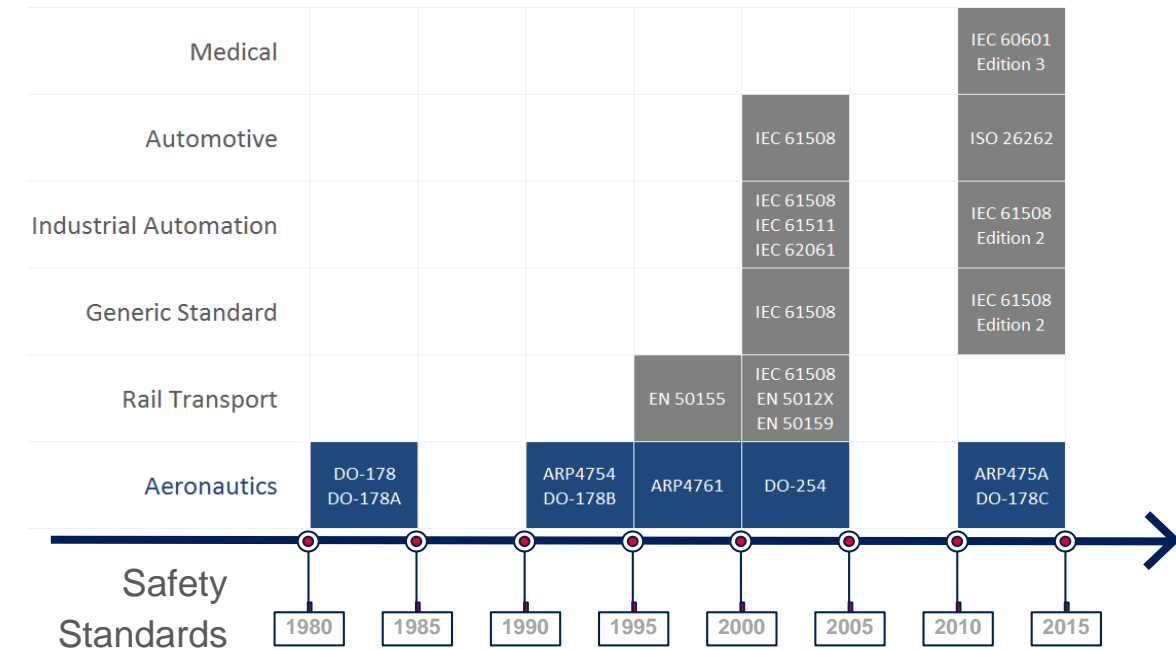 Medical
IEC 60601
Edition 3
Automotive
IEC 61508
ISO 26262
Industrial Automation
IEC 61508
IEC 61511
IEC 62061
IEC 61508
Edition 2
Generic Standard
IEC 61508
IEC 61508
Edition 2
Rail Transport
EN 50155
IEC 61508
EN 5012X
EN 50159
Aeronautics
DO-178
DO-178A
ARP4754
DO-178B
ARP4761
DO-254
ARP475A
DO-178C
Safety
Standards
1980
1985
1990
1995
2000
2005
2010
2015